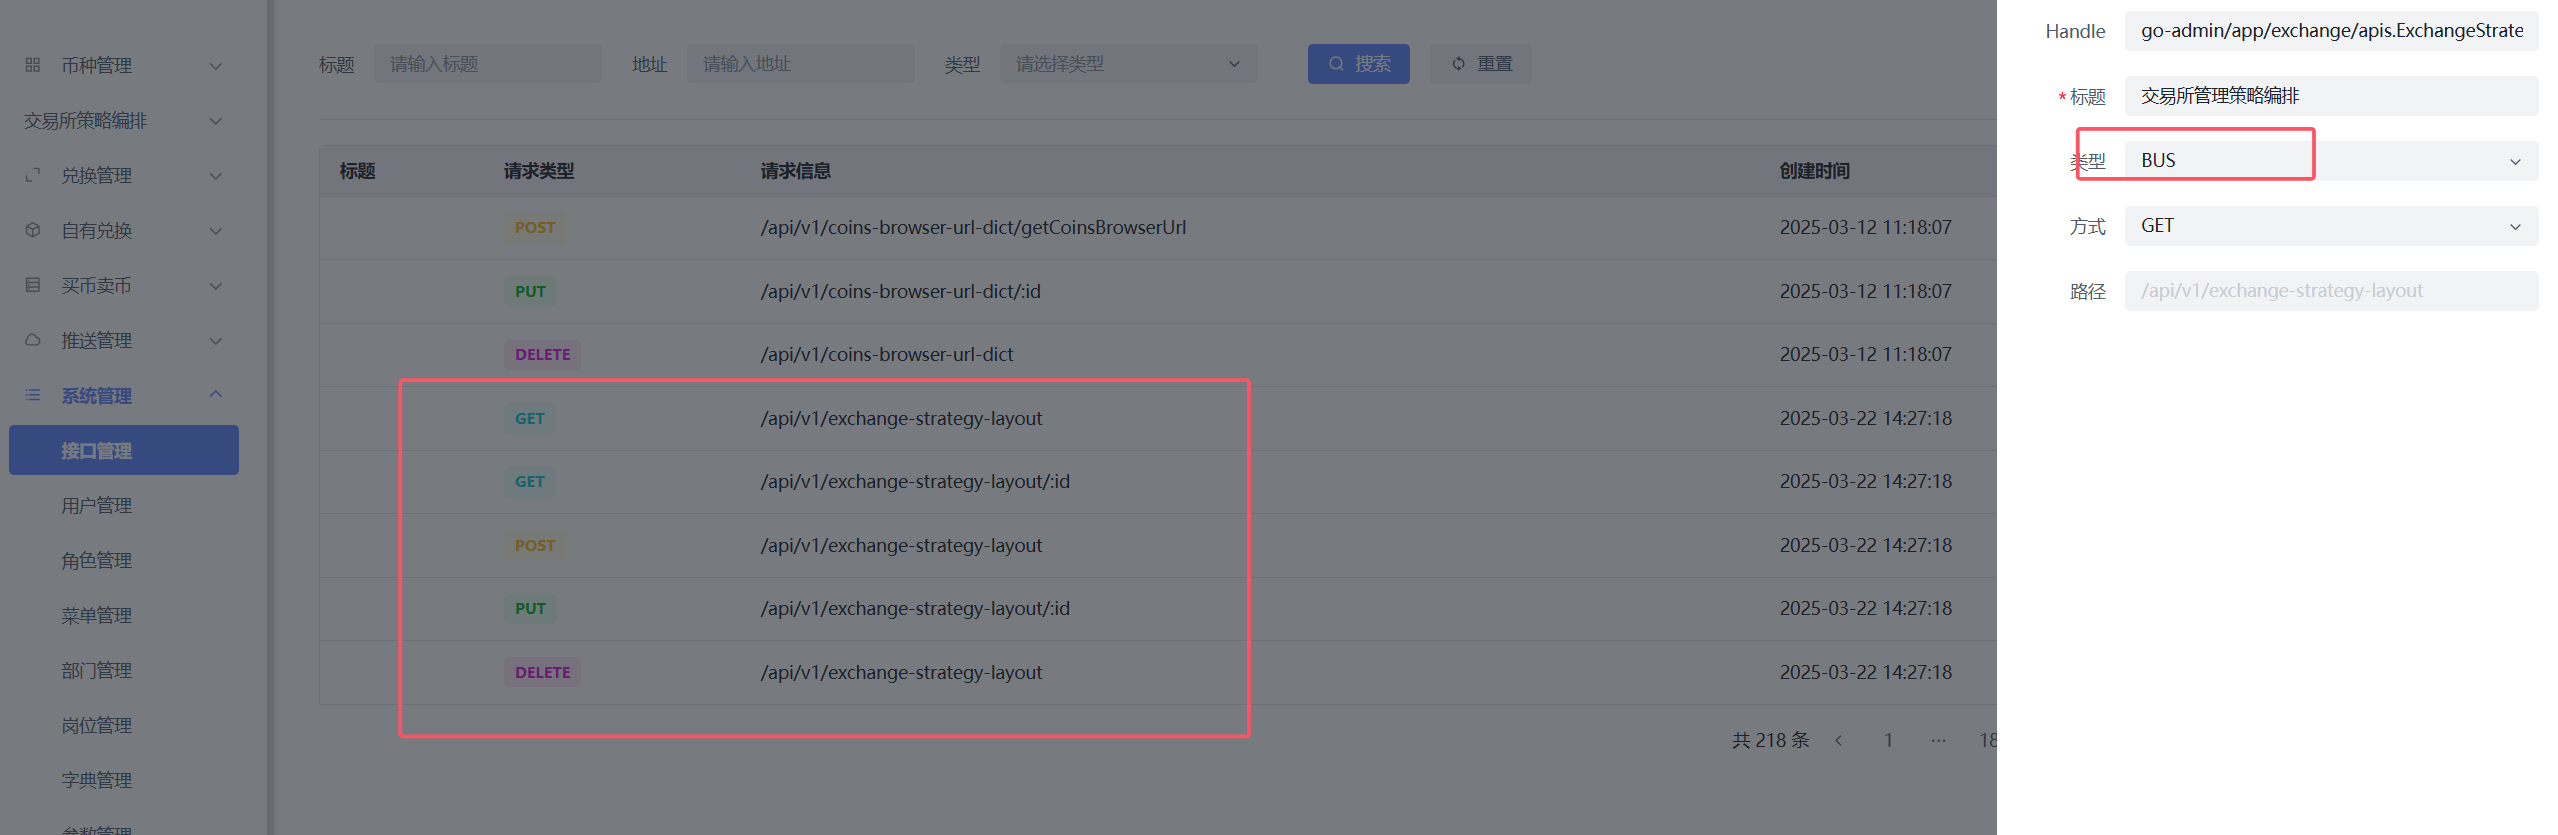 币种管理
交易所策略编排
兑换管理
自有兑换
买币卖币
推送管理
系统管理
接口管理
用户管理
角色管理
菜单管理
部门管理
岗位管理
字典管理
参数管理
标题 请输入标题 地址 请输入地址 类型 请选择类型 搜索 重置
标题 请求类型 请求信息 创建时间
POST /api/v1/coins-browser-url-dict/getCoinsBrowserUrl 2025-03-12 11:18:07
PUT /api/v1/coins-browser-url-dict/:id 2025-03-12 11:18:07
DELETE /api/v1/coins-browser-url-dict 2025-03-12 11:18:07
GET /api/v1/exchange-strategy-layout 2025-03-22 14:27:18
GET /api/v1/exchange-strategy-layout/:id 2025-03-22 14:27:18
POST /api/v1/exchange-strategy-layout 2025-03-22 14:27:18
PUT /api/v1/exchange-strategy-layout/:id 2025-03-22 14:27:18
DELETE /api/v1/exchange-strategy-layout 2025-03-22 14:27:18
共 218 条 1 ··· 18
Handle go-admin/app/exchange/apis.ExchangeStrate
* 标题 交易所管理策略编排
类型 BUS
方式 GET
路径 /api/v1/exchange-strategy-layout